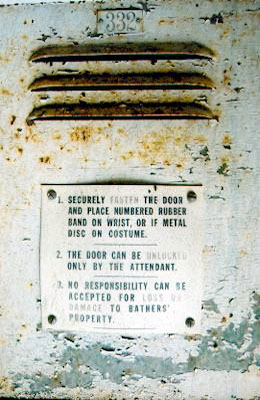 332
1. SECURELY FASTEN THE DOOR
AND PLACE NUMBERED RUBBER
BAND ON WRIST, OR IF METAL
DISC ON COSTUME.
2. THE DOOR CAN BE UNLOCKED
ONLY BY THE ATTENDANT.
3. NO RESPONSIBILITY CAN BE
ACCEPTED FOR LOSS OR
DAMAGE TO BATHERS'
PROPERTY.